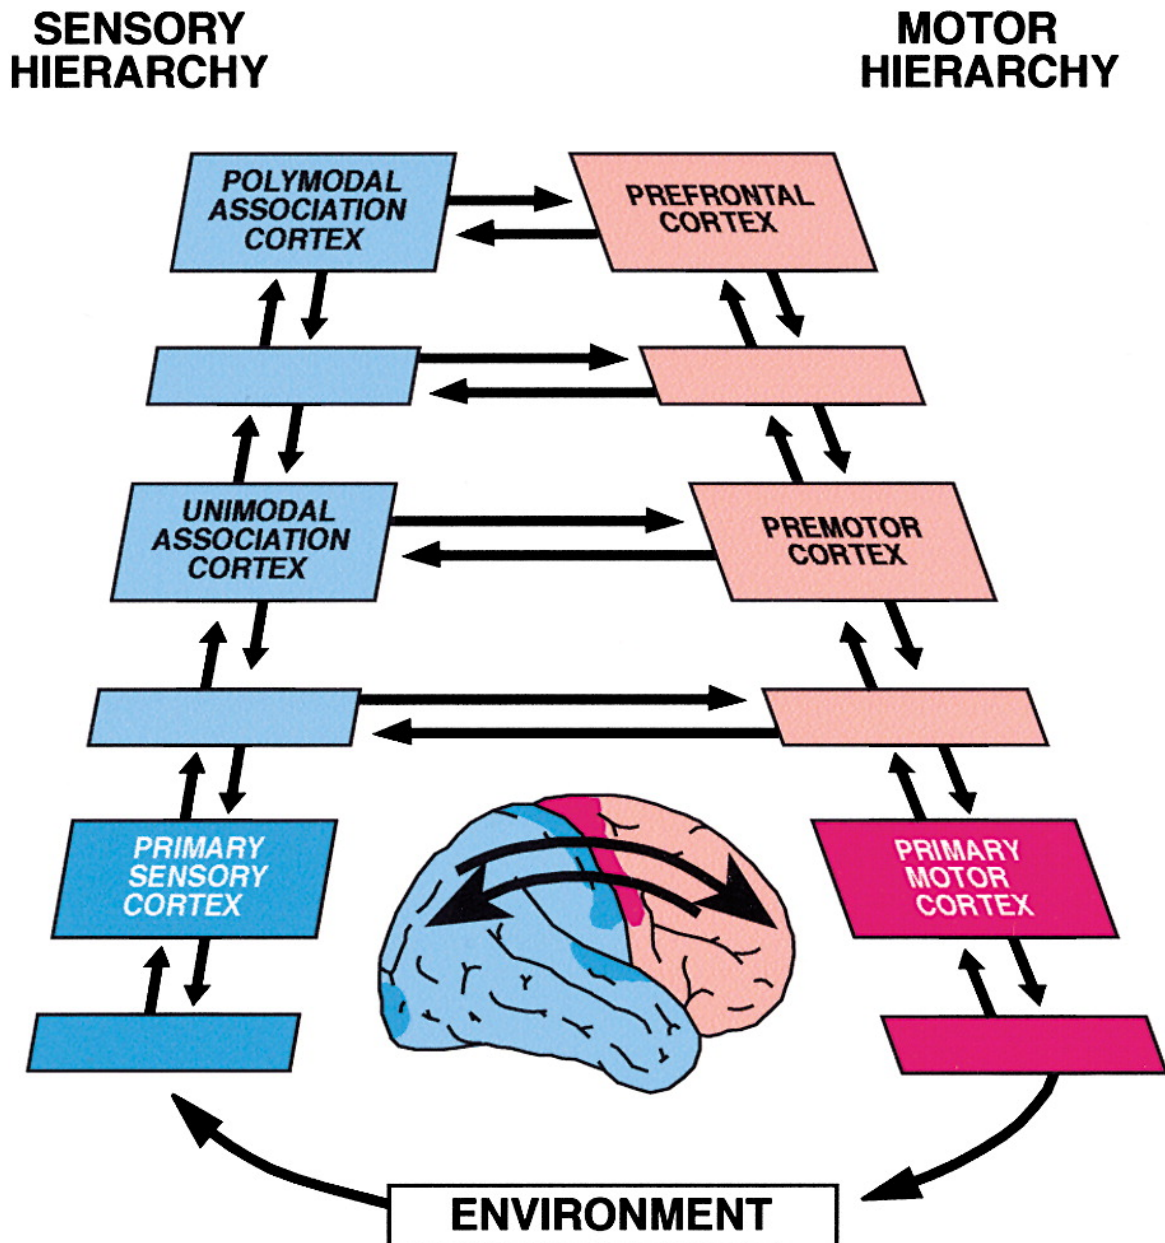 SENSORY
HIERARCHY
MOTOR
HIERARCHY
POLYMODAL
ASSOCIATION
CORTEX
PREFRONTAL
CORTEX
UNIMODAL
ASSOCIATION
CORTEX
PREMOTOR
CORTEX
PRIMARY
SENSORY
CORTEX
PRIMARY
MOTOR
CORTEX
ENVIRONMENT